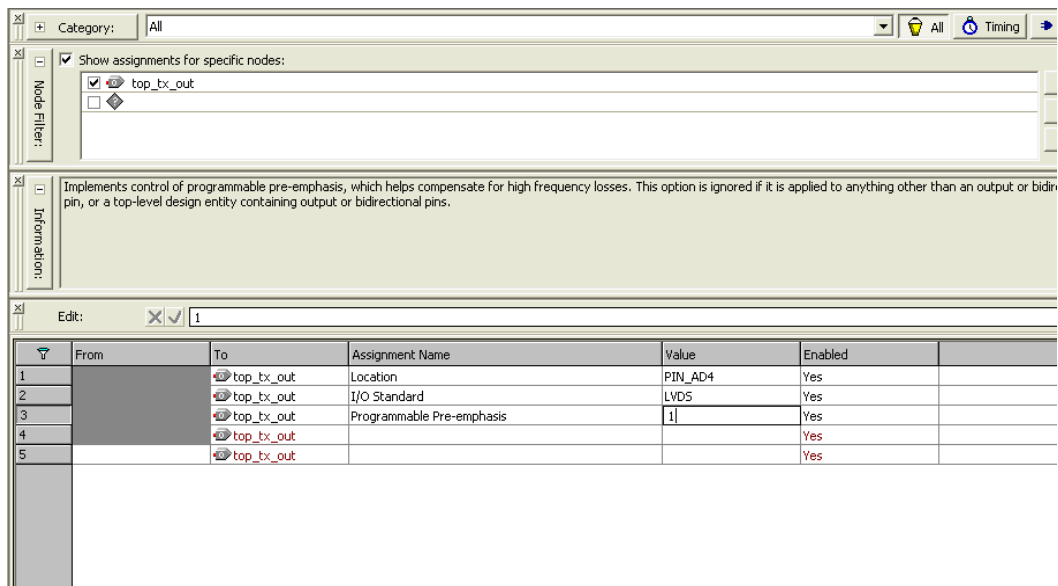 Category: All All Timing
Show assignments for specific nodes:
Node Filter:
top_tx_out
Information:
Implements control of programmable pre-emphasis, which helps compensate for high frequency losses. This option is ignored if it is applied to anything other than an output or bidire
pin, or a top-level design entity containing output or bidirectional pins.
Edit: 1
From To Assignment Name Value Enabled
1 top_tx_out Location PIN_AD4 Yes
2 top_tx_out I/O Standard LVDS Yes
3 top_tx_out Programmable Pre-emphasis 1 Yes
4 top_tx_out Yes
5 top_tx_out Yes